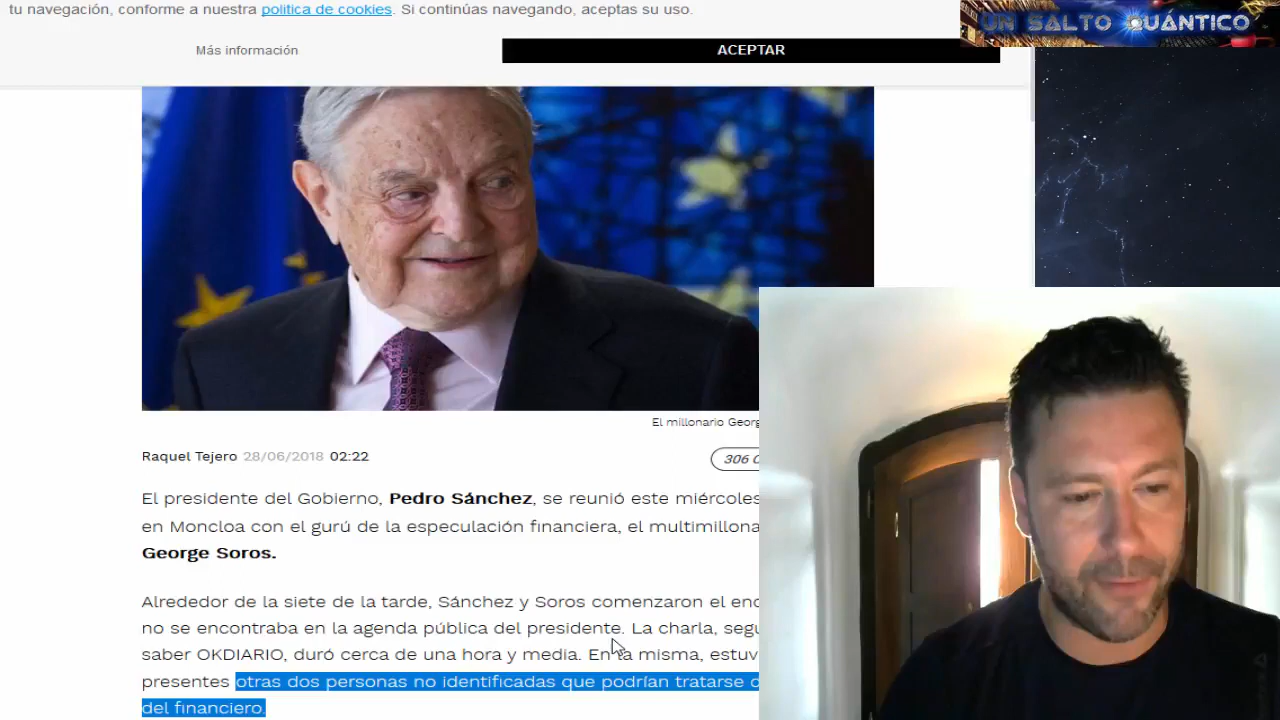 tu navegación, conforme a nuestra politica de cookies. Si continúas navegando, aceptas su uso.
Más información
ACEPTAR
UN SALTO QUÁNTICO
El millonario Georg
Raquel Tejero 28/06/2018 02:22
306
El presidente del Gobierno, Pedro Sánchez, se reunió este miércoles
en Moncloa con el gurú de la especulación financiera, el multimillona
George Soros.
Alrededor de la siete de la tarde, Sánchez y Soros comenzaron el enc
no se encontraba en la agenda pública del presidente. La charla, segú
saber OKDIARIO, duró cerca de una hora y media. En la misma, estuv
presentes otras dos personas no identificadas que podrían tratarse
del financiero.